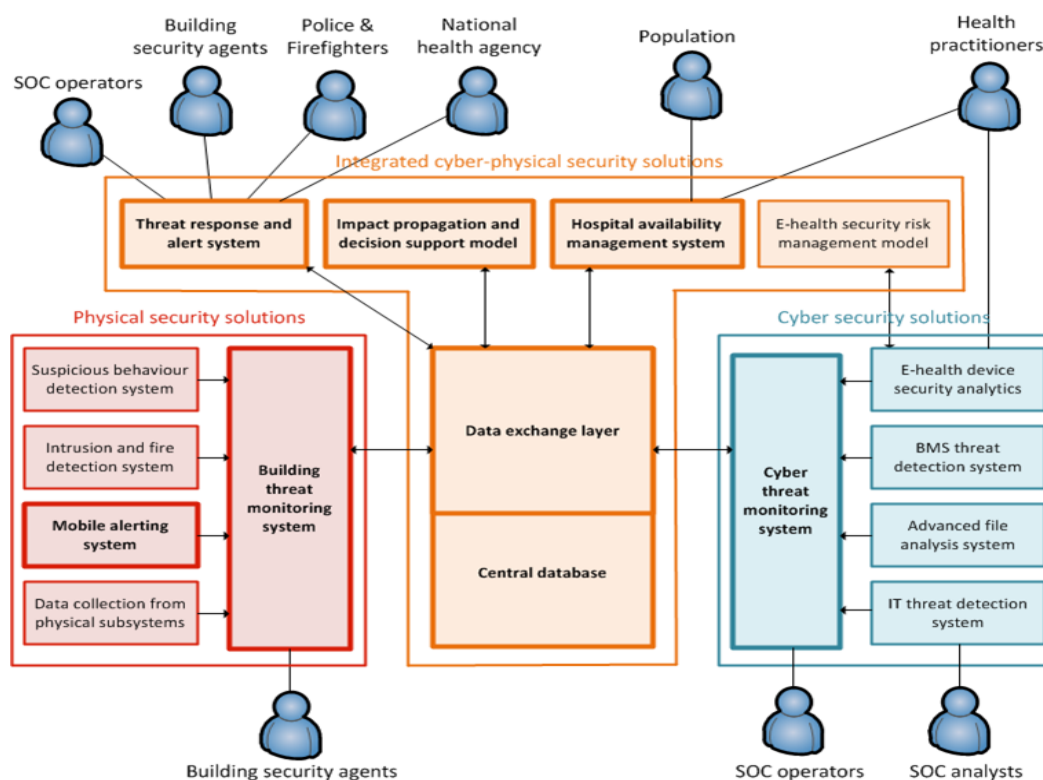 Building
security agents
Police &
Firefighters
National
health agency
Population
Health
practitioners
SOC operators
Integrated cyber-physical security solutions
Threat response and
alert system
Impact propagation and
decision support model
Hospital availability
management system
E-health security risk
management model
Physical security solutions
Suspicious behaviour
detection system
Intrusion and fire
detection system
Mobile alerting
system
Data collection from
physical subsystems
Building
threat
monitoring
system
Data exchange layer
Central database
Cyber security solutions
Cyber
threat
monitoring
system
E-health device
security analytics
BMS threat
detection system
Advanced file
analysis system
IT threat detection
system
Building security agents
SOC operators
SOC analysts